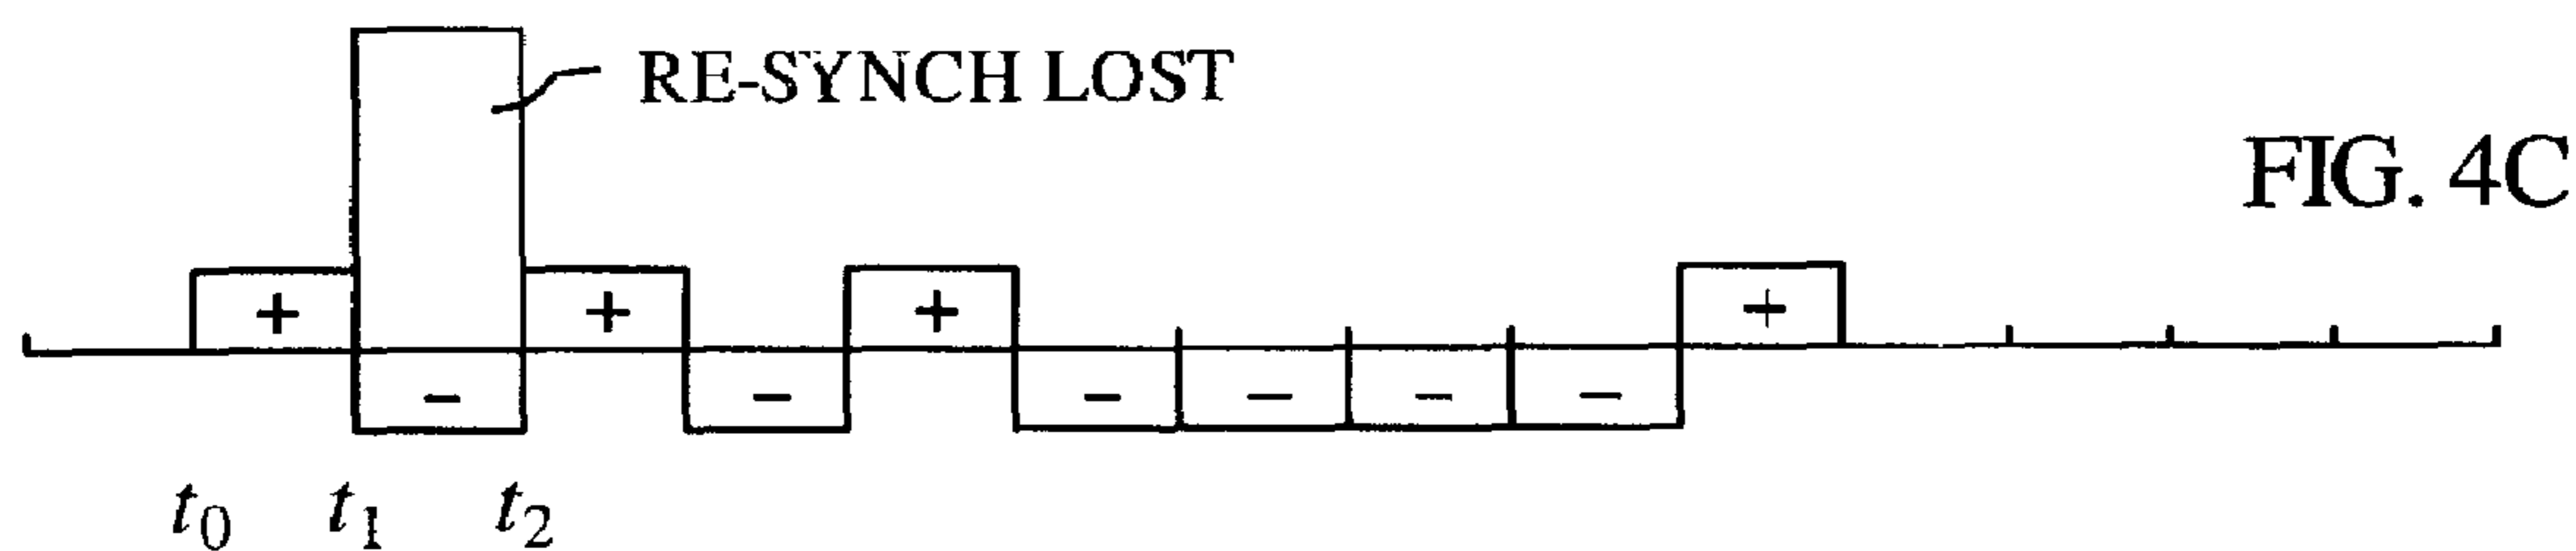 RE-SYNCH LOST
FIG. 4C
+ + + +
- - - - - -
t0 t1 t2